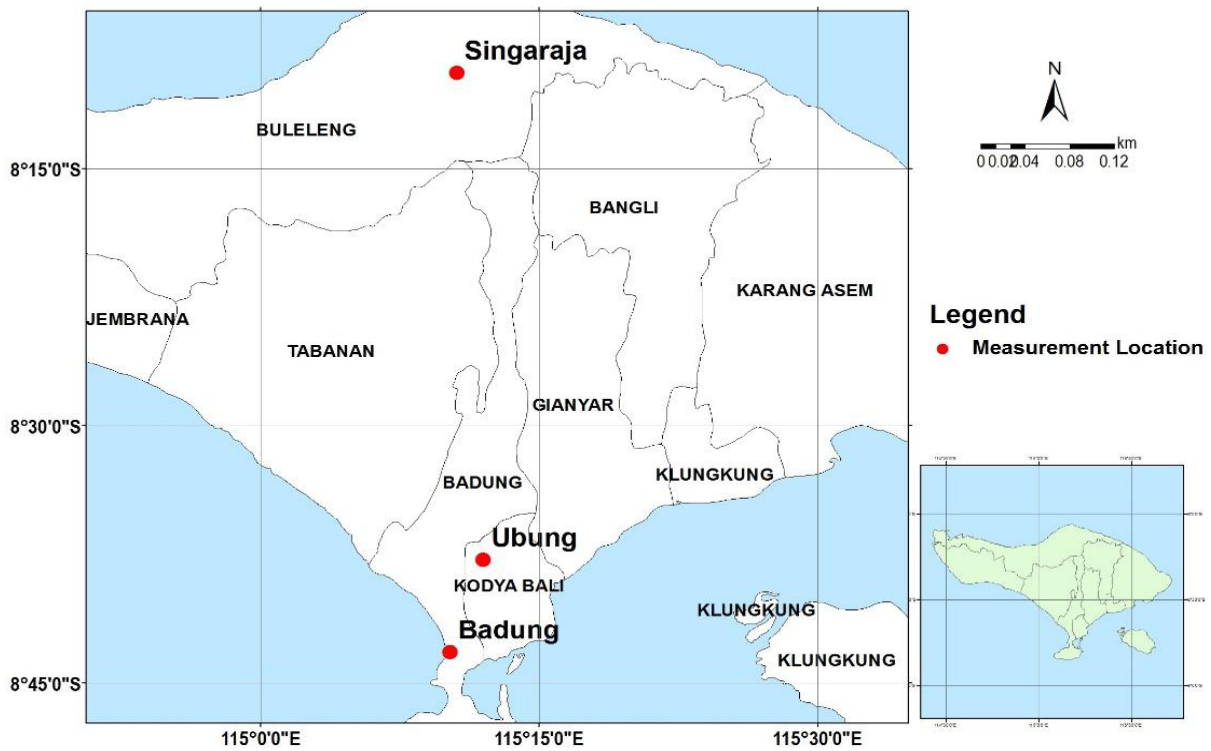 Singaraja
BULELENG
8°15'0"S
BANGLI
KARANG ASEM
JEMBRANA
TABANAN
GIANYAR
8°30'0"S
KLUNGKUNG
BADUNG
Ubung
KODYA BALI
KLUNGKUNG
Badung
KLUNGKUNG
8°45'0"S
115°0'0"E
115°15'0"E
115°30'0"E
N
km
0 0.02 0.04 0.08 0.12
Legend
Measurement Location